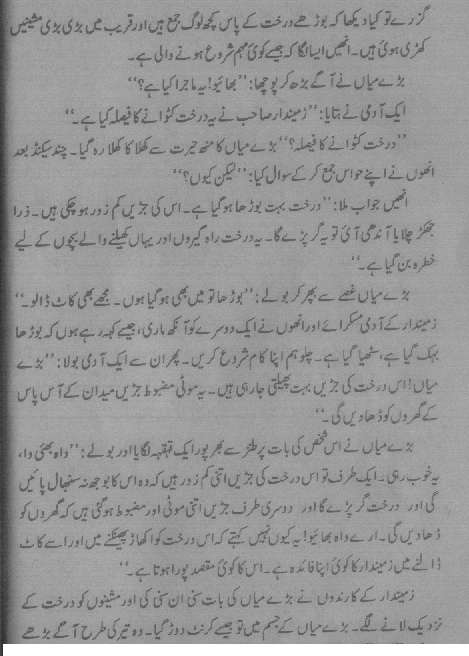 گزرے تو کیا دیکھا کہ بوڑھے درخت کے پاس کچھ لوگ جمع ہیں اور قریب میں بڑی بڑی مشینیں
کھڑی ہوئی ہیں۔ انھیں ایسا لگا کہ جیسے کوئی مہم شروع ہونے والی ہے۔
بڑے میاں نے آگے بڑھ کر پوچھا: ”بھائیو! یہ ماجرا کیا ہے؟“
ایک آدمی نے بتایا: ”زمیندار صاحب نے یہ درخت کٹوانے کا فیصلہ کیا ہے۔“
”درخت کٹوانے کا فیصلہ؟“ بڑے میاں کا منھ حیرت سے کھلا کا کھلا رہ گیا۔ چند سیکنڈ بعد
انھوں نے اپنے حواس جمع کر کے سوال کیا: ”لیکن کیوں؟“
انھیں جواب ملا: ”درخت بہت بوڑھا ہو گیا ہے۔ اس کی جڑیں کم زور ہو چکی ہیں۔ ذرا
جھکڑ چلا یا آندھی آئی تو یہ گر پڑے گا۔ یہ درخت راہ گیروں اور یہاں کھیلنے والے بچوں کے لیے
خطرہ بن گیا ہے۔“
بڑے میاں غصے سے بپھر کر بولے: ”بوڑھا تو میں بھی ہو گیا ہوں۔ مجھے بھی کاٹ ڈالو۔“
زمیندار کے آدمی مسکرائے اور انھوں نے ایک دوسرے کو آنکھ ماری، جیسے کہہ رہے ہوں کہ بوڑھا
بہک گیا ہے، سٹھیا گیا ہے۔ چلو ہم اپنا کام شروع کریں۔ پھر ان سے ایک آدمی بولا: ”بڑے
میاں! اس درخت کی جڑیں بہت پھیلتی جا رہی ہیں۔ یہ موٹی مضبوط جڑیں میدان کے آس پاس
کے گھروں کو ڈھا دیں گی۔“
بڑے میاں نے اس شخص کی بات پر طنز سے بھرپور ایک قہقہہ لگایا اور بولے: ”واہ بھئی وا،
یہ خوب رہی۔ ایک طرف تو اس درخت کی جڑیں اتنی کم زور ہیں کہ وہ اس کا بوجھ نہ سنبھال پائیں
گی اور درخت گر پڑے گا اور دوسری طرف جڑیں اتنی موٹی اور مضبوط ہو گئی ہیں کہ گھروں کو
ڈھا دیں گی۔ ارے واہ بھائیو! یہ کیوں نہیں کہتے کہ اس درخت کو اکھاڑ پھینکنے میں اور اسے کاٹ
ڈالنے میں زمیندار کا کوئی اپنا فائدہ ہے۔ اس کا کوئی مقصد پورا ہوتا ہے۔“
زمیندار کے کارندوں نے بڑے میاں کی بات سنی ان سنی کی اور مشینوں کو درخت کے
نزدیک لانے لگے۔ بڑے میاں کے جسم میں تو جیسے کرنٹ دوڑ گیا۔ وہ تیر کی طرح آگے بڑھے